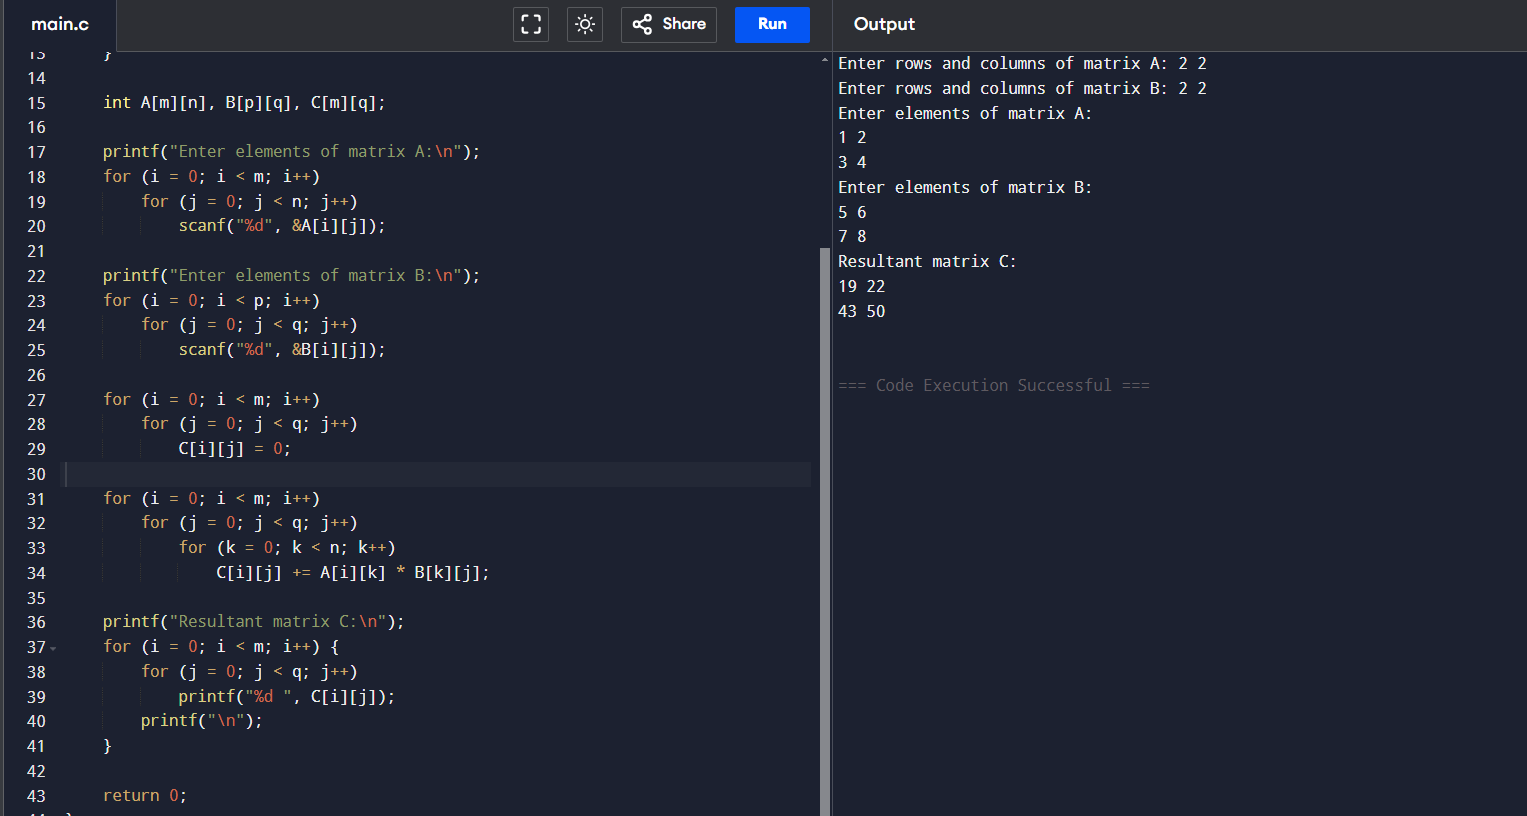 main.c
Share
Run
Output
13 }
14
15 int A[m][n], B[p][q], C[m][q];
16
17 printf("Enter elements of matrix A:\n");
18 for (i = 0; i < m; i++)
19 for (j = 0; j < n; j++)
20 scanf("%d", &A[i][j]);
21
22 printf("Enter elements of matrix B:\n");
23 for (i = 0; i < p; i++)
24 for (j = 0; j < q; j++)
25 scanf("%d", &B[i][j]);
26
27 for (i = 0; i < m; i++)
28 for (j = 0; j < q; j++)
29 C[i][j] = 0;
30
31 for (i = 0; i < m; i++)
32 for (j = 0; j < q; j++)
33 for (k = 0; k < n; k++)
34 C[i][j] += A[i][k] * B[k][j];
35
36 printf("Resultant matrix C:\n");
37 for (i = 0; i < m; i++) {
38 for (j = 0; j < q; j++)
39 printf("%d ", C[i][j]);
40 printf("\n");
41 }
42
43 return 0;
Enter rows and columns of matrix A: 2 2
Enter rows and columns of matrix B: 2 2
Enter elements of matrix A:
1 2
3 4
Enter elements of matrix B:
5 6
7 8
Resultant matrix C:
19 22
43 50
=== Code Execution Successful ===